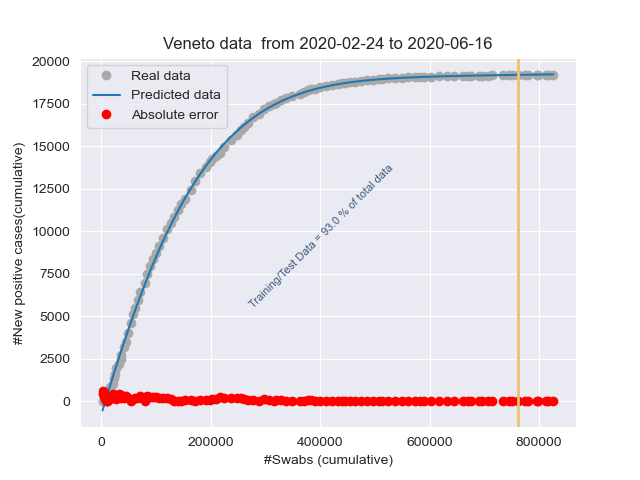 Veneto data  from 2020-02-24 to 2020-06-16
Real data
Predicted data
Absolute error
#New positive cases(cumulative)
20000
17500
15000
12500
10000
7500
5000
2500
0
Training/Test Data = 93.0 % of total data
0
200000
400000
600000
800000
#Swabs (cumulative)